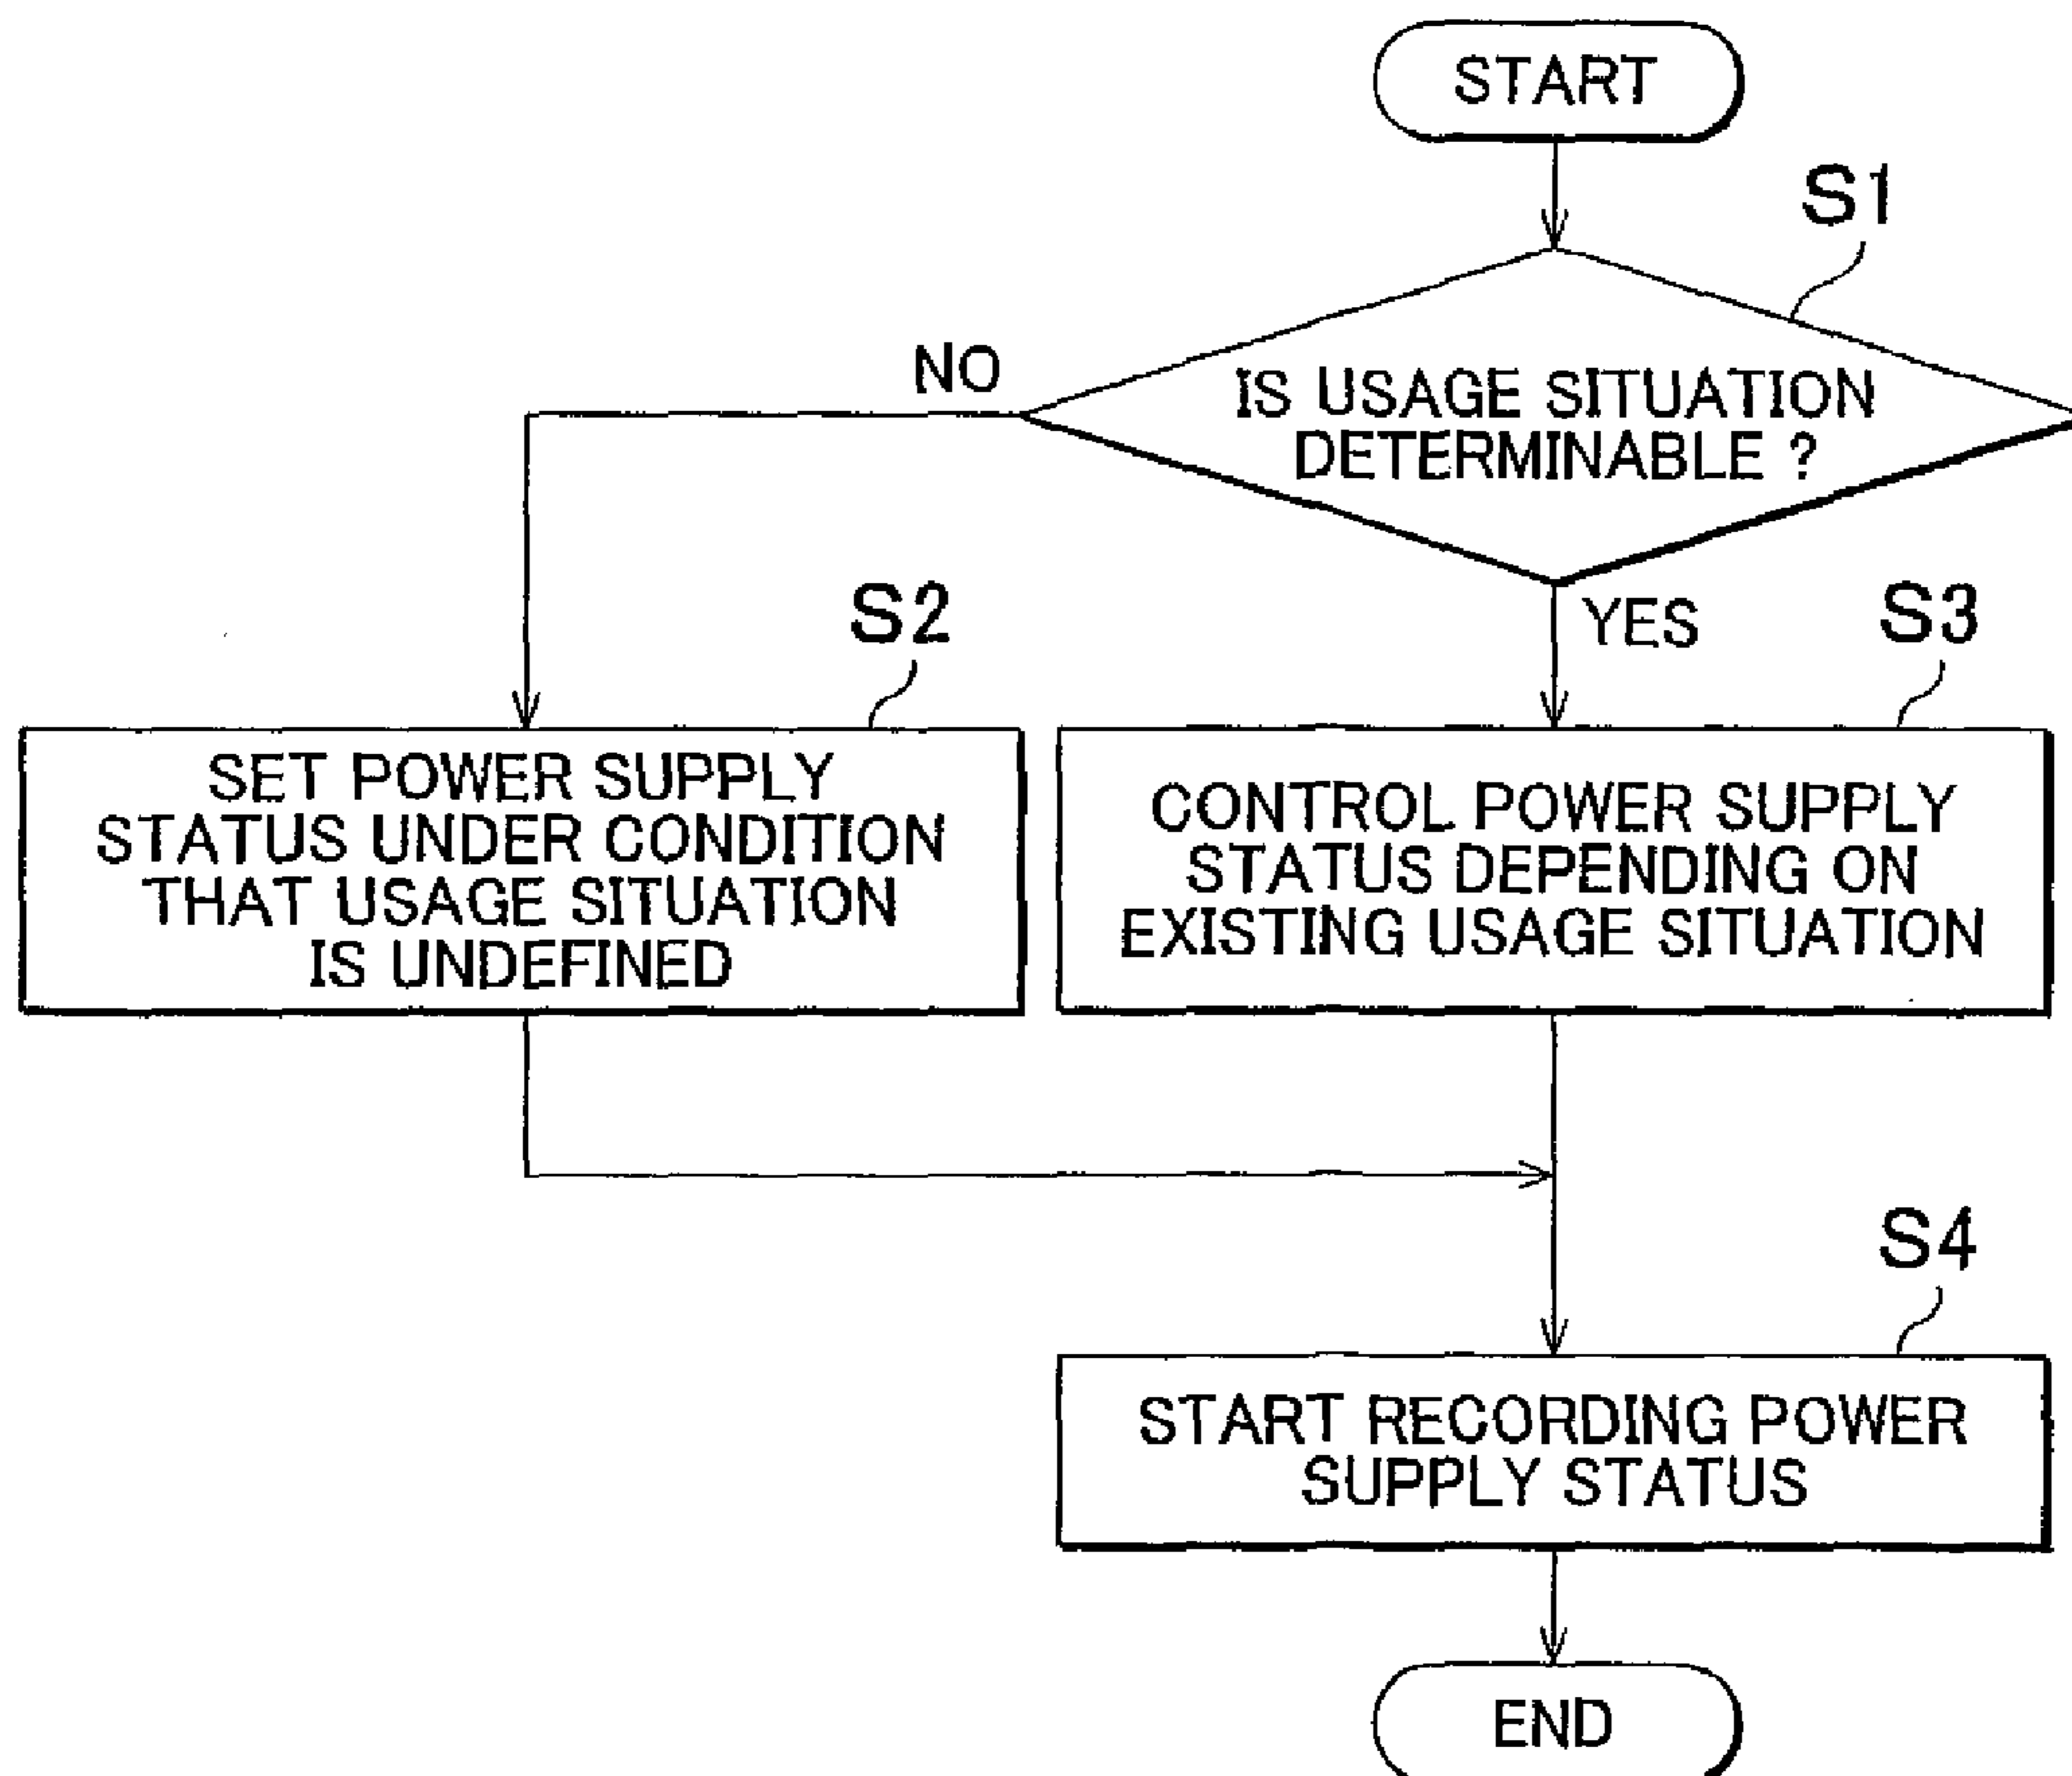 START
S1
NO
IS USAGE SITUATION
DETERMINABLE ?
YES
S2
SET POWER SUPPLY
STATUS UNDER CONDITION
THAT USAGE SITUATION
IS UNDEFINED
S3
CONTROL POWER SUPPLY
STATUS DEPENDING ON
EXISTING USAGE SITUATION
S4
START RECORDING POWER
SUPPLY STATUS
END